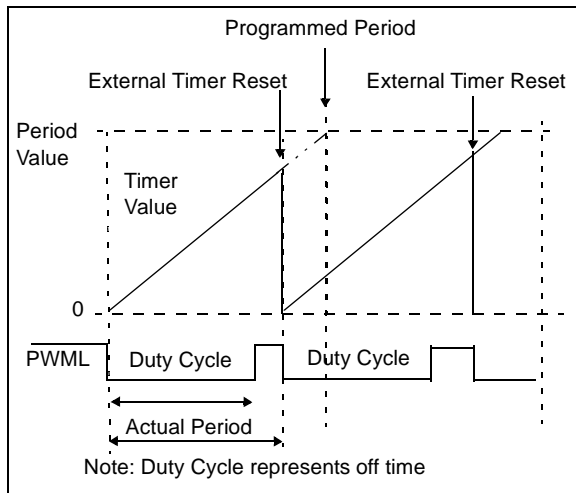 Programmed Period
External Timer Reset
External Timer Reset
Period
Value
Timer
Value
0
PWML
Duty Cycle
Duty Cycle
Actual Period
Note: Duty Cycle represents off time